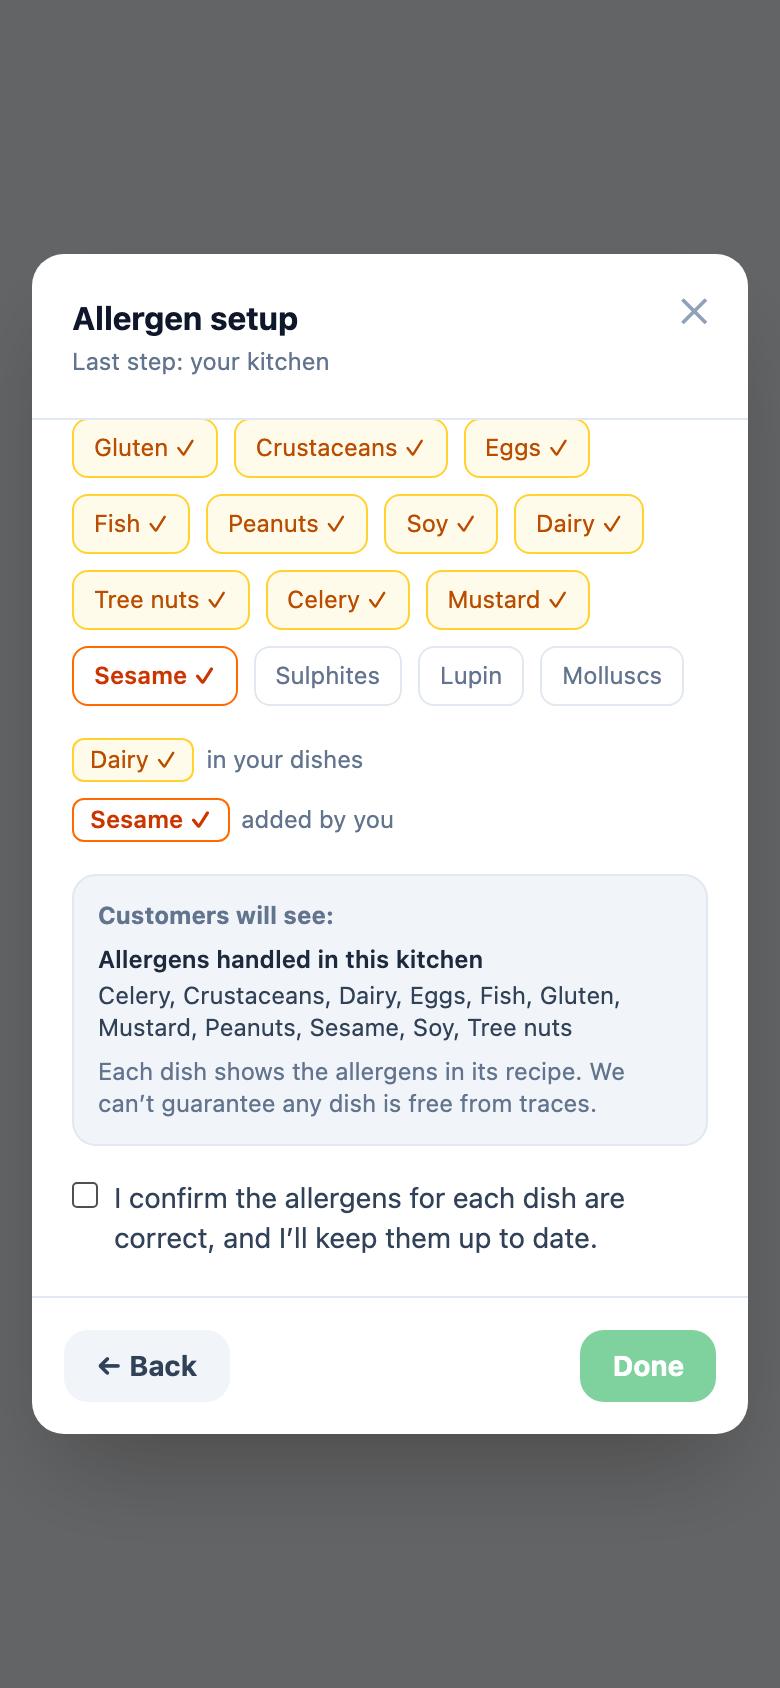 Allergen setup
Last step: your kitchen
Gluten ✓ Crustaceans ✓ Eggs ✓
Fish ✓ Peanuts ✓ Soy ✓ Dairy ✓
Tree nuts ✓ Celery ✓ Mustard ✓
Sesame ✓ Sulphites Lupin Molluscs
Dairy ✓ in your dishes
Sesame ✓ added by you
Customers will see:
Allergens handled in this kitchen
Celery, Crustaceans, Dairy, Eggs, Fish, Gluten,
Mustard, Peanuts, Sesame, Soy, Tree nuts
Each dish shows the allergens in its recipe. We
can’t guarantee any dish is free from traces.
I confirm the allergens for each dish are
correct, and I’ll keep them up to date.
← Back Done